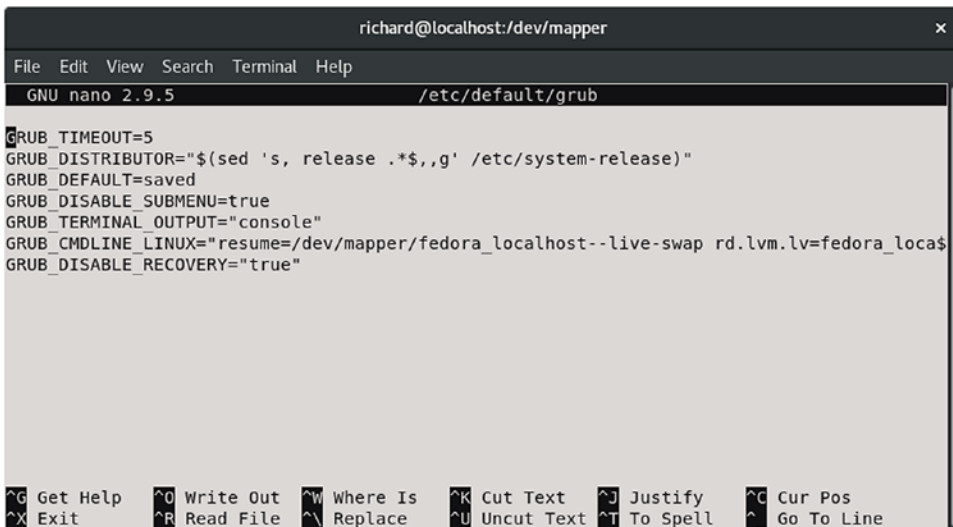 richard@localhost:/dev/mapper ×
File Edit View Search Terminal Help
GNU nano 2.9.5 /etc/default/grub
GRUB_TIMEOUT=5
GRUB_DISTRIBUTOR="$(sed 's, release .*$,,g' /etc/system-release)"
GRUB_DEFAULT=saved
GRUB_DISABLE_SUBMENU=true
GRUB_TERMINAL_OUTPUT="console"
GRUB_CMDLINE_LINUX="resume=/dev/mapper/fedora_localhost--live-swap rd.lvm.lv=fedora_loca$
GRUB_DISABLE_RECOVERY="true"
^G Get Help ^O Write Out ^W Where Is ^K Cut Text ^J Justify ^C Cur Pos
^X Exit ^R Read File ^\ Replace ^U Uncut Text ^T To Spell ^_ Go To Line